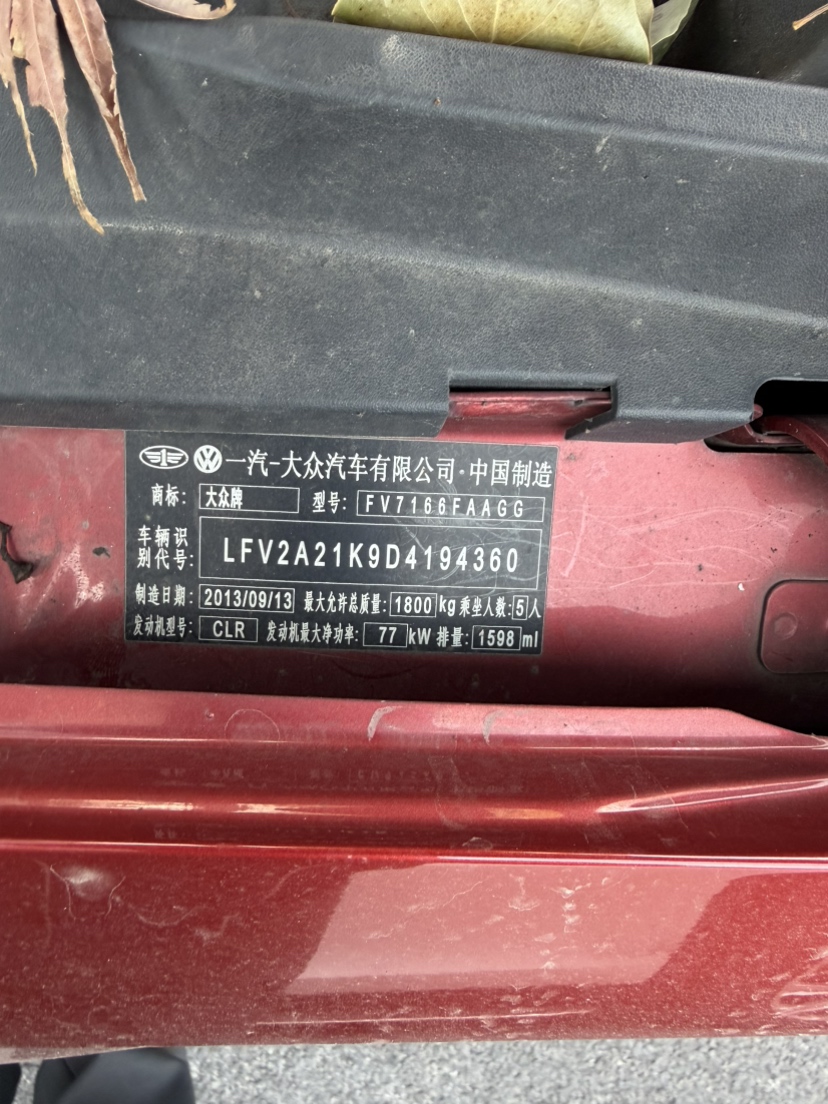 一汽-大众汽车有限公司·中国制造
商标: 大众牌 型号: FV7166FAAGG
车辆识别代号: LFV2A21K9D4194360
制造日期: 2013/09/13 最大允许总质量: 1800 kg 乘坐人数: 5 人
发动机型号: CLR 发动机最大净功率: 77 kW 排量: 1598 ml